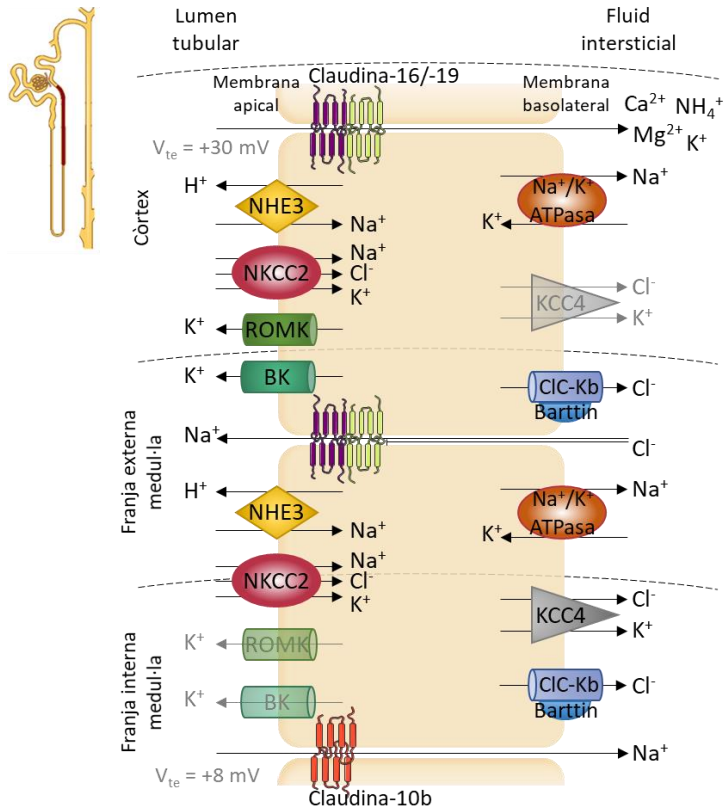 Lumen
tubular
Fluid
intersticial
Membrana
apical
Claudina-16/-19
Membrana
basolateral
Ca²⁺ NH₄⁺
Mg²⁺ K⁺
Vte = +30 mV
Còrtex
H⁺
NHE3
Na⁺
Na⁺/K⁺
ATPasa
Na⁺
K⁺
NKCC2
Na⁺
Cl⁻
K⁺
KCC4
Cl⁻
K⁺
K⁺
ROMK
K⁺
BK
ClC-Kb
Barttin
Cl⁻
Franja externa
medul·la
Na⁺
Cl⁻
H⁺
NHE3
Na⁺
Na⁺/K⁺
ATPasa
Na⁺
K⁺
NKCC2
Na⁺
Cl⁻
K⁺
KCC4
Cl⁻
K⁺
Franja interna
medul·la
K⁺
ROMK
K⁺
BK
ClC-Kb
Barttin
Cl⁻
Na⁺
Vte = +8 mV
Claudina-10b